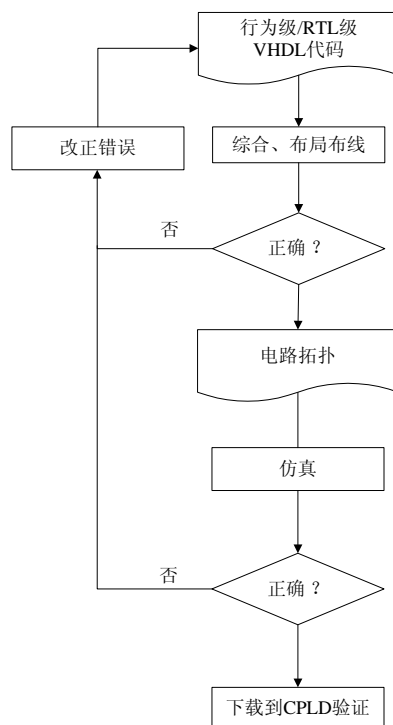 行为级/RTL级
VHDL代码
改正错误
综合、布局布线
否
正确？
电路拓扑
仿真
否
正确？
下载到CPLD验证